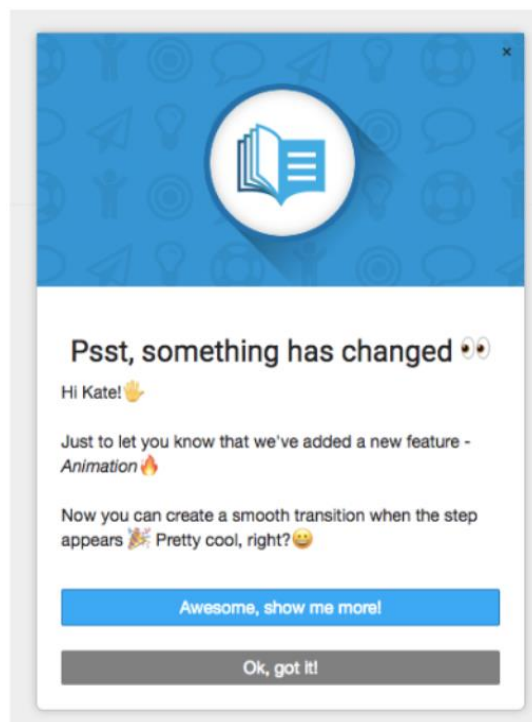 Psst, something has changed 👀
Hi Kate!🖐
Just to let you know that we've added a new feature -
Animation🔥
Now you can create a smooth transition when the step
appears 🎉 Pretty cool, right?😀
Awesome, show me more!
Ok, got it!